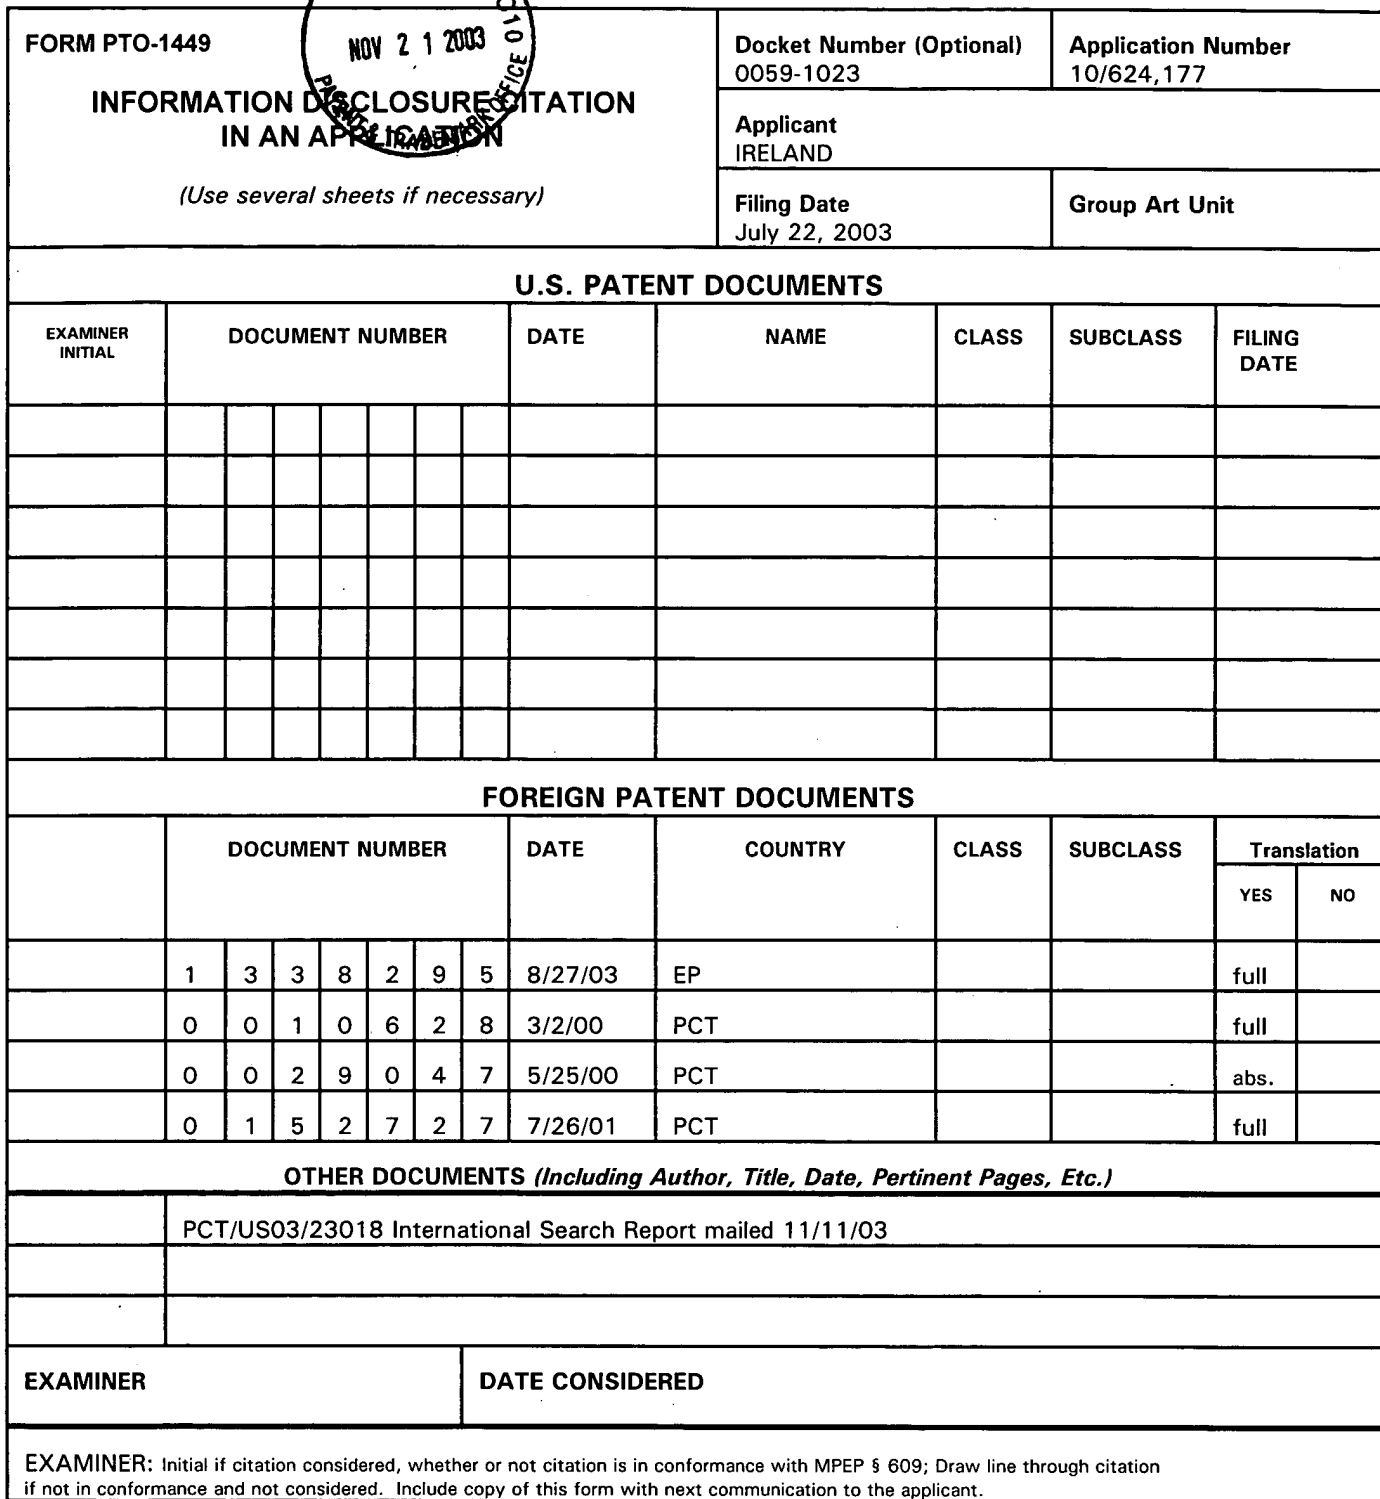 FORM PTO-1449
NOV 2 1 2003
INFORMATION DISCLOSURE CITATION
IN AN APPLICATION
(Use several sheets if necessary)
Docket Number (Optional)
0059-1023
Application Number
10/624,177
Applicant
IRELAND
Filing Date
July 22, 2003
Group Art Unit
U.S. PATENT DOCUMENTS
EXAMINER INITIAL DOCUMENT NUMBER DATE NAME CLASS SUBCLASS FILING DATE
FOREIGN PATENT DOCUMENTS
DOCUMENT NUMBER DATE COUNTRY CLASS SUBCLASS Translation
YES NO
1 3 3 8 2 9 5 8/27/03 EP full
0 0 1 0 6 2 8 3/2/00 PCT full
0 0 2 9 0 4 7 5/25/00 PCT abs.
0 1 5 2 7 2 7 7/26/01 PCT full
OTHER DOCUMENTS (Including Author, Title, Date, Pertinent Pages, Etc.)
PCT/US03/23018 International Search Report mailed 11/11/03
EXAMINER DATE CONSIDERED
EXAMINER: Initial if citation considered, whether or not citation is in conformance with MPEP § 609; Draw line through citation
if not in conformance and not considered. Include copy of this form with next communication to the applicant.